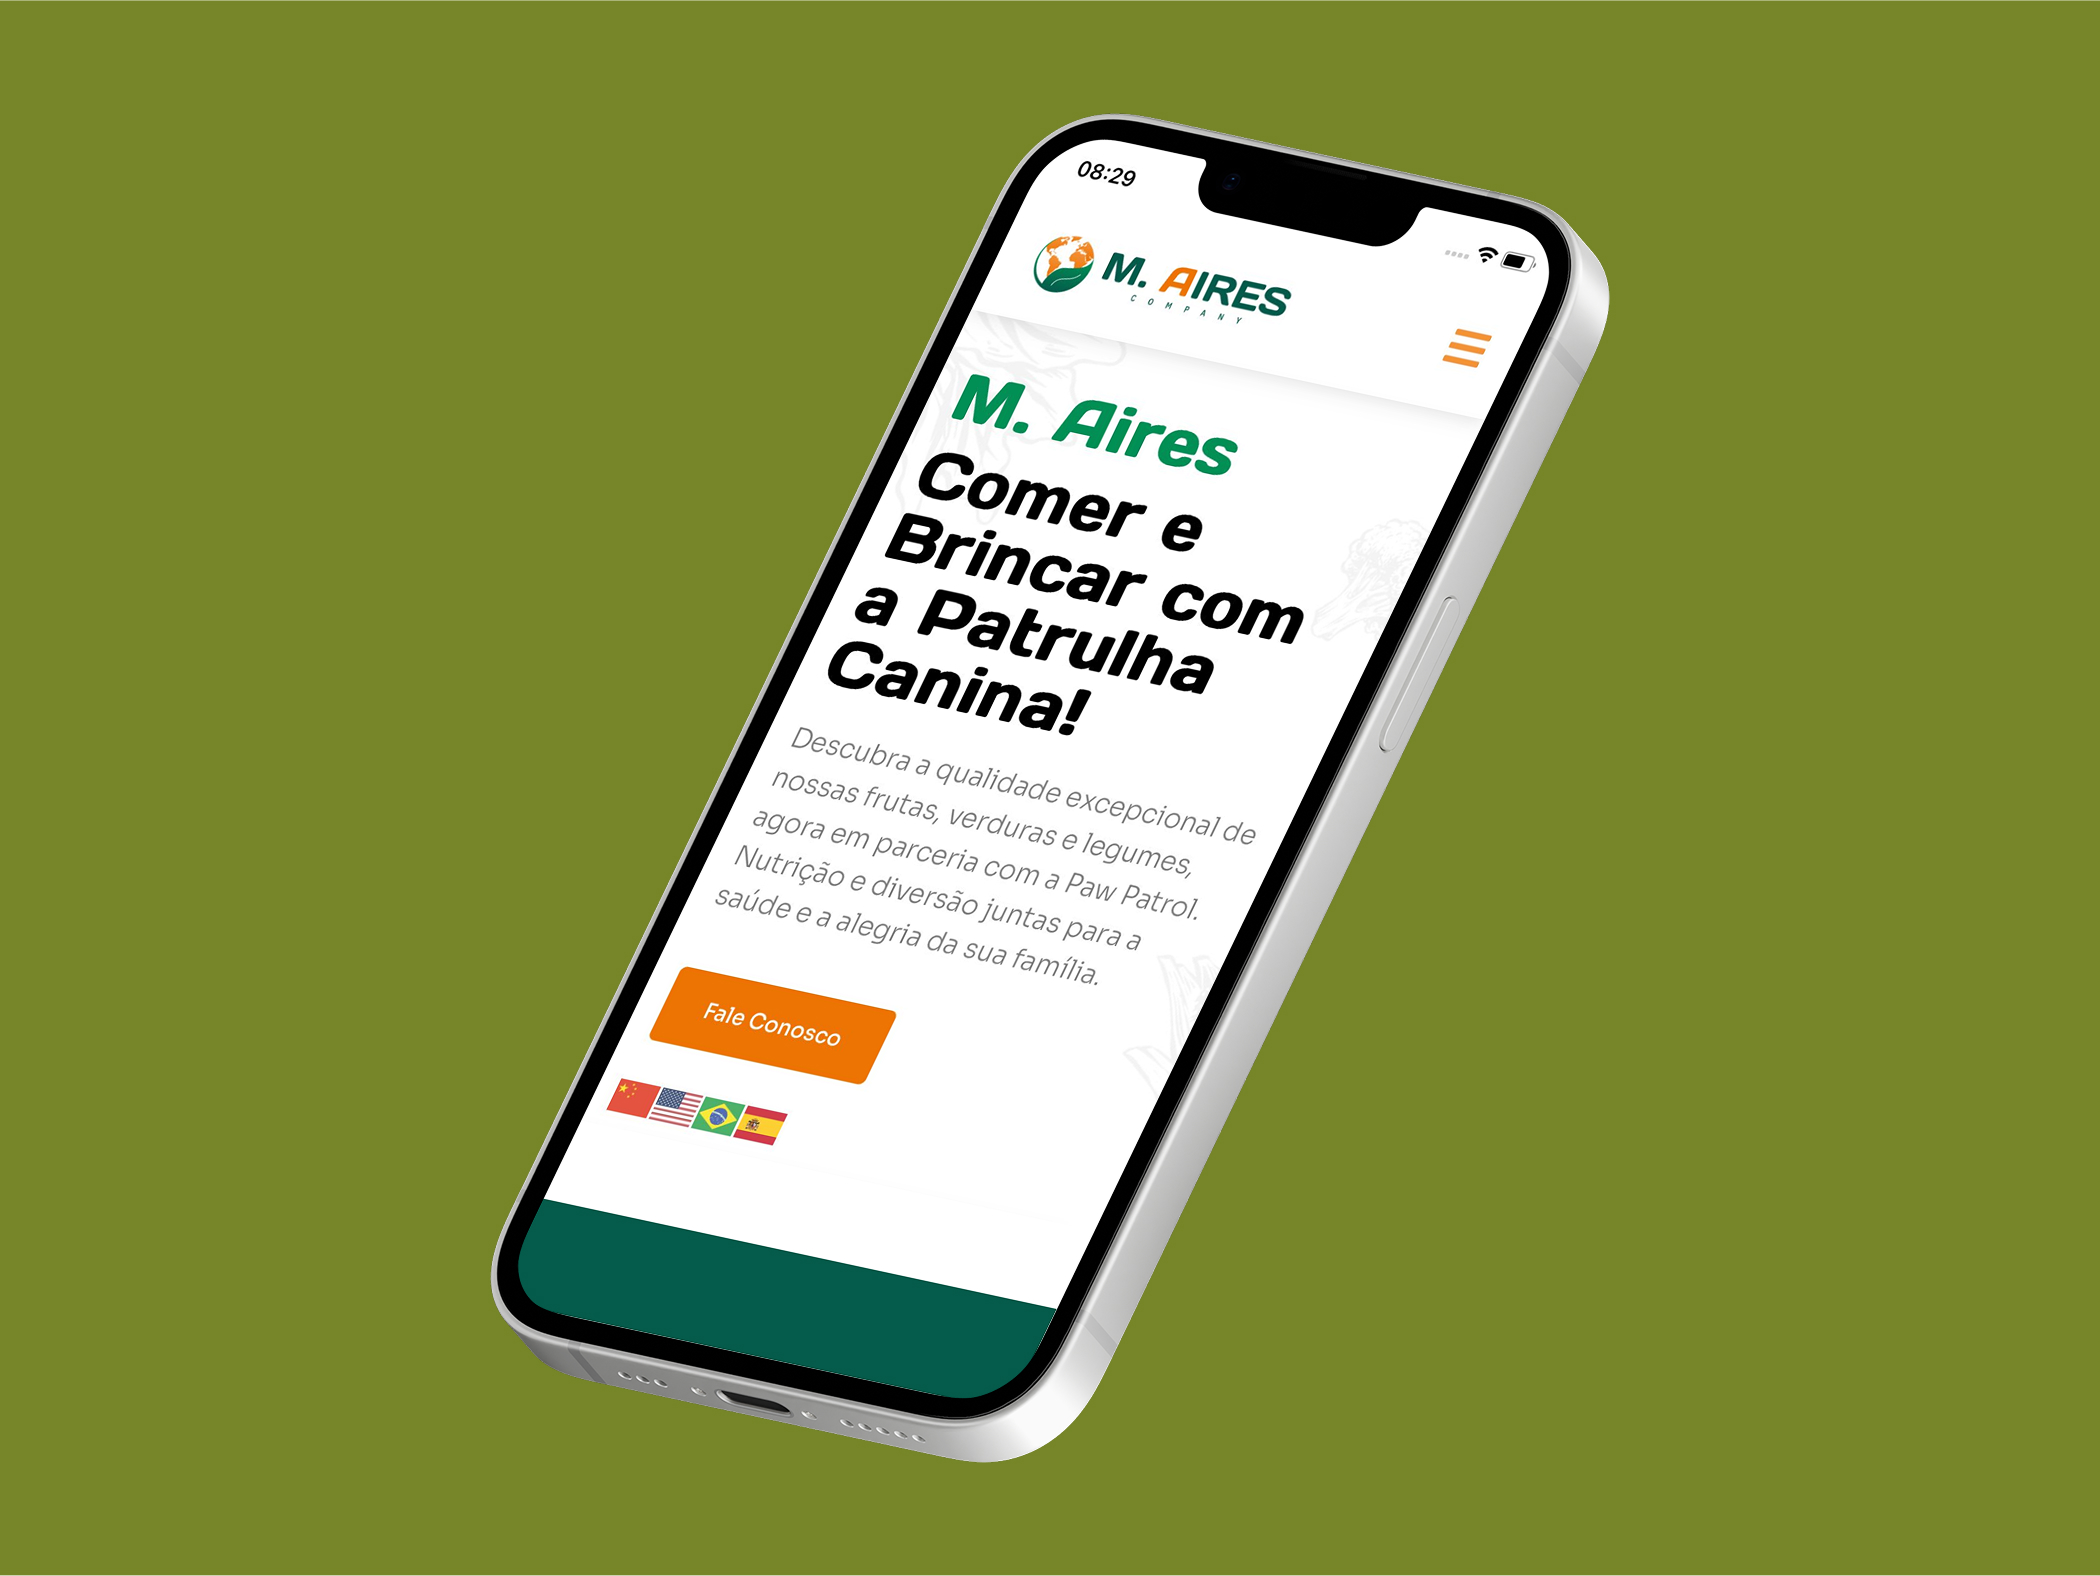 08:29
M. AIRES
COMPANY
M. Aires
Comer e
Brincar com
a Patrulha
Canina!
Descubra a qualidade excepcional de
nossas frutas, verduras e legumes,
agora em parceria com a Paw Patrol.
Nutrição e diversão juntas para a
saúde e a alegria da sua família.
Fale Conosco